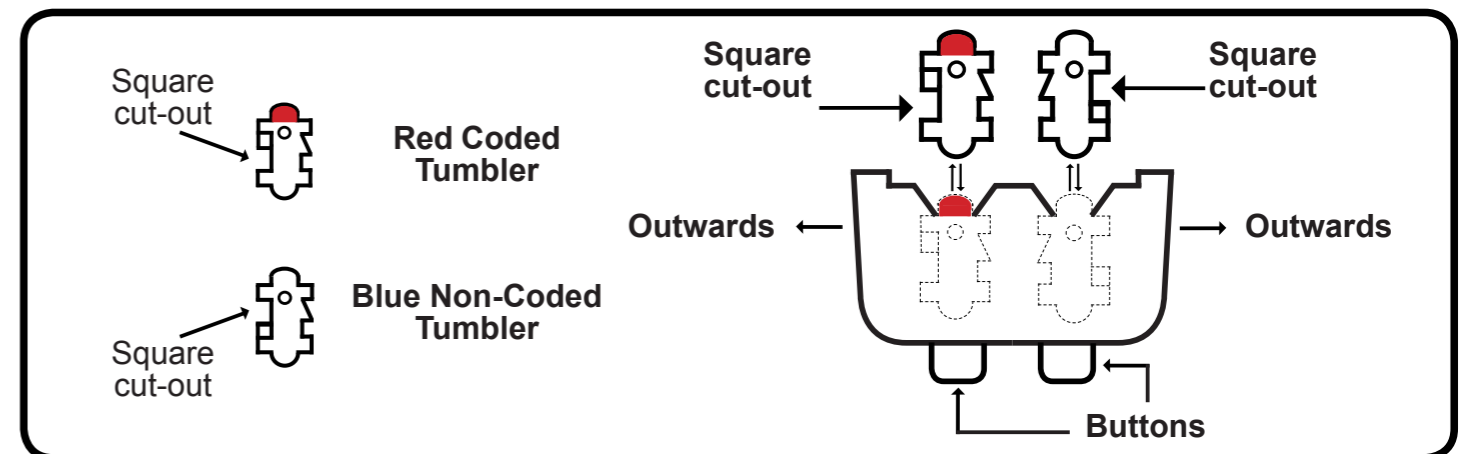 Square
cut-out
Red Coded
Tumbler
Blue Non-Coded
Tumbler
Square
cut-out
Square
cut-out
Square
cut-out
Outwards
Outwards
Buttons